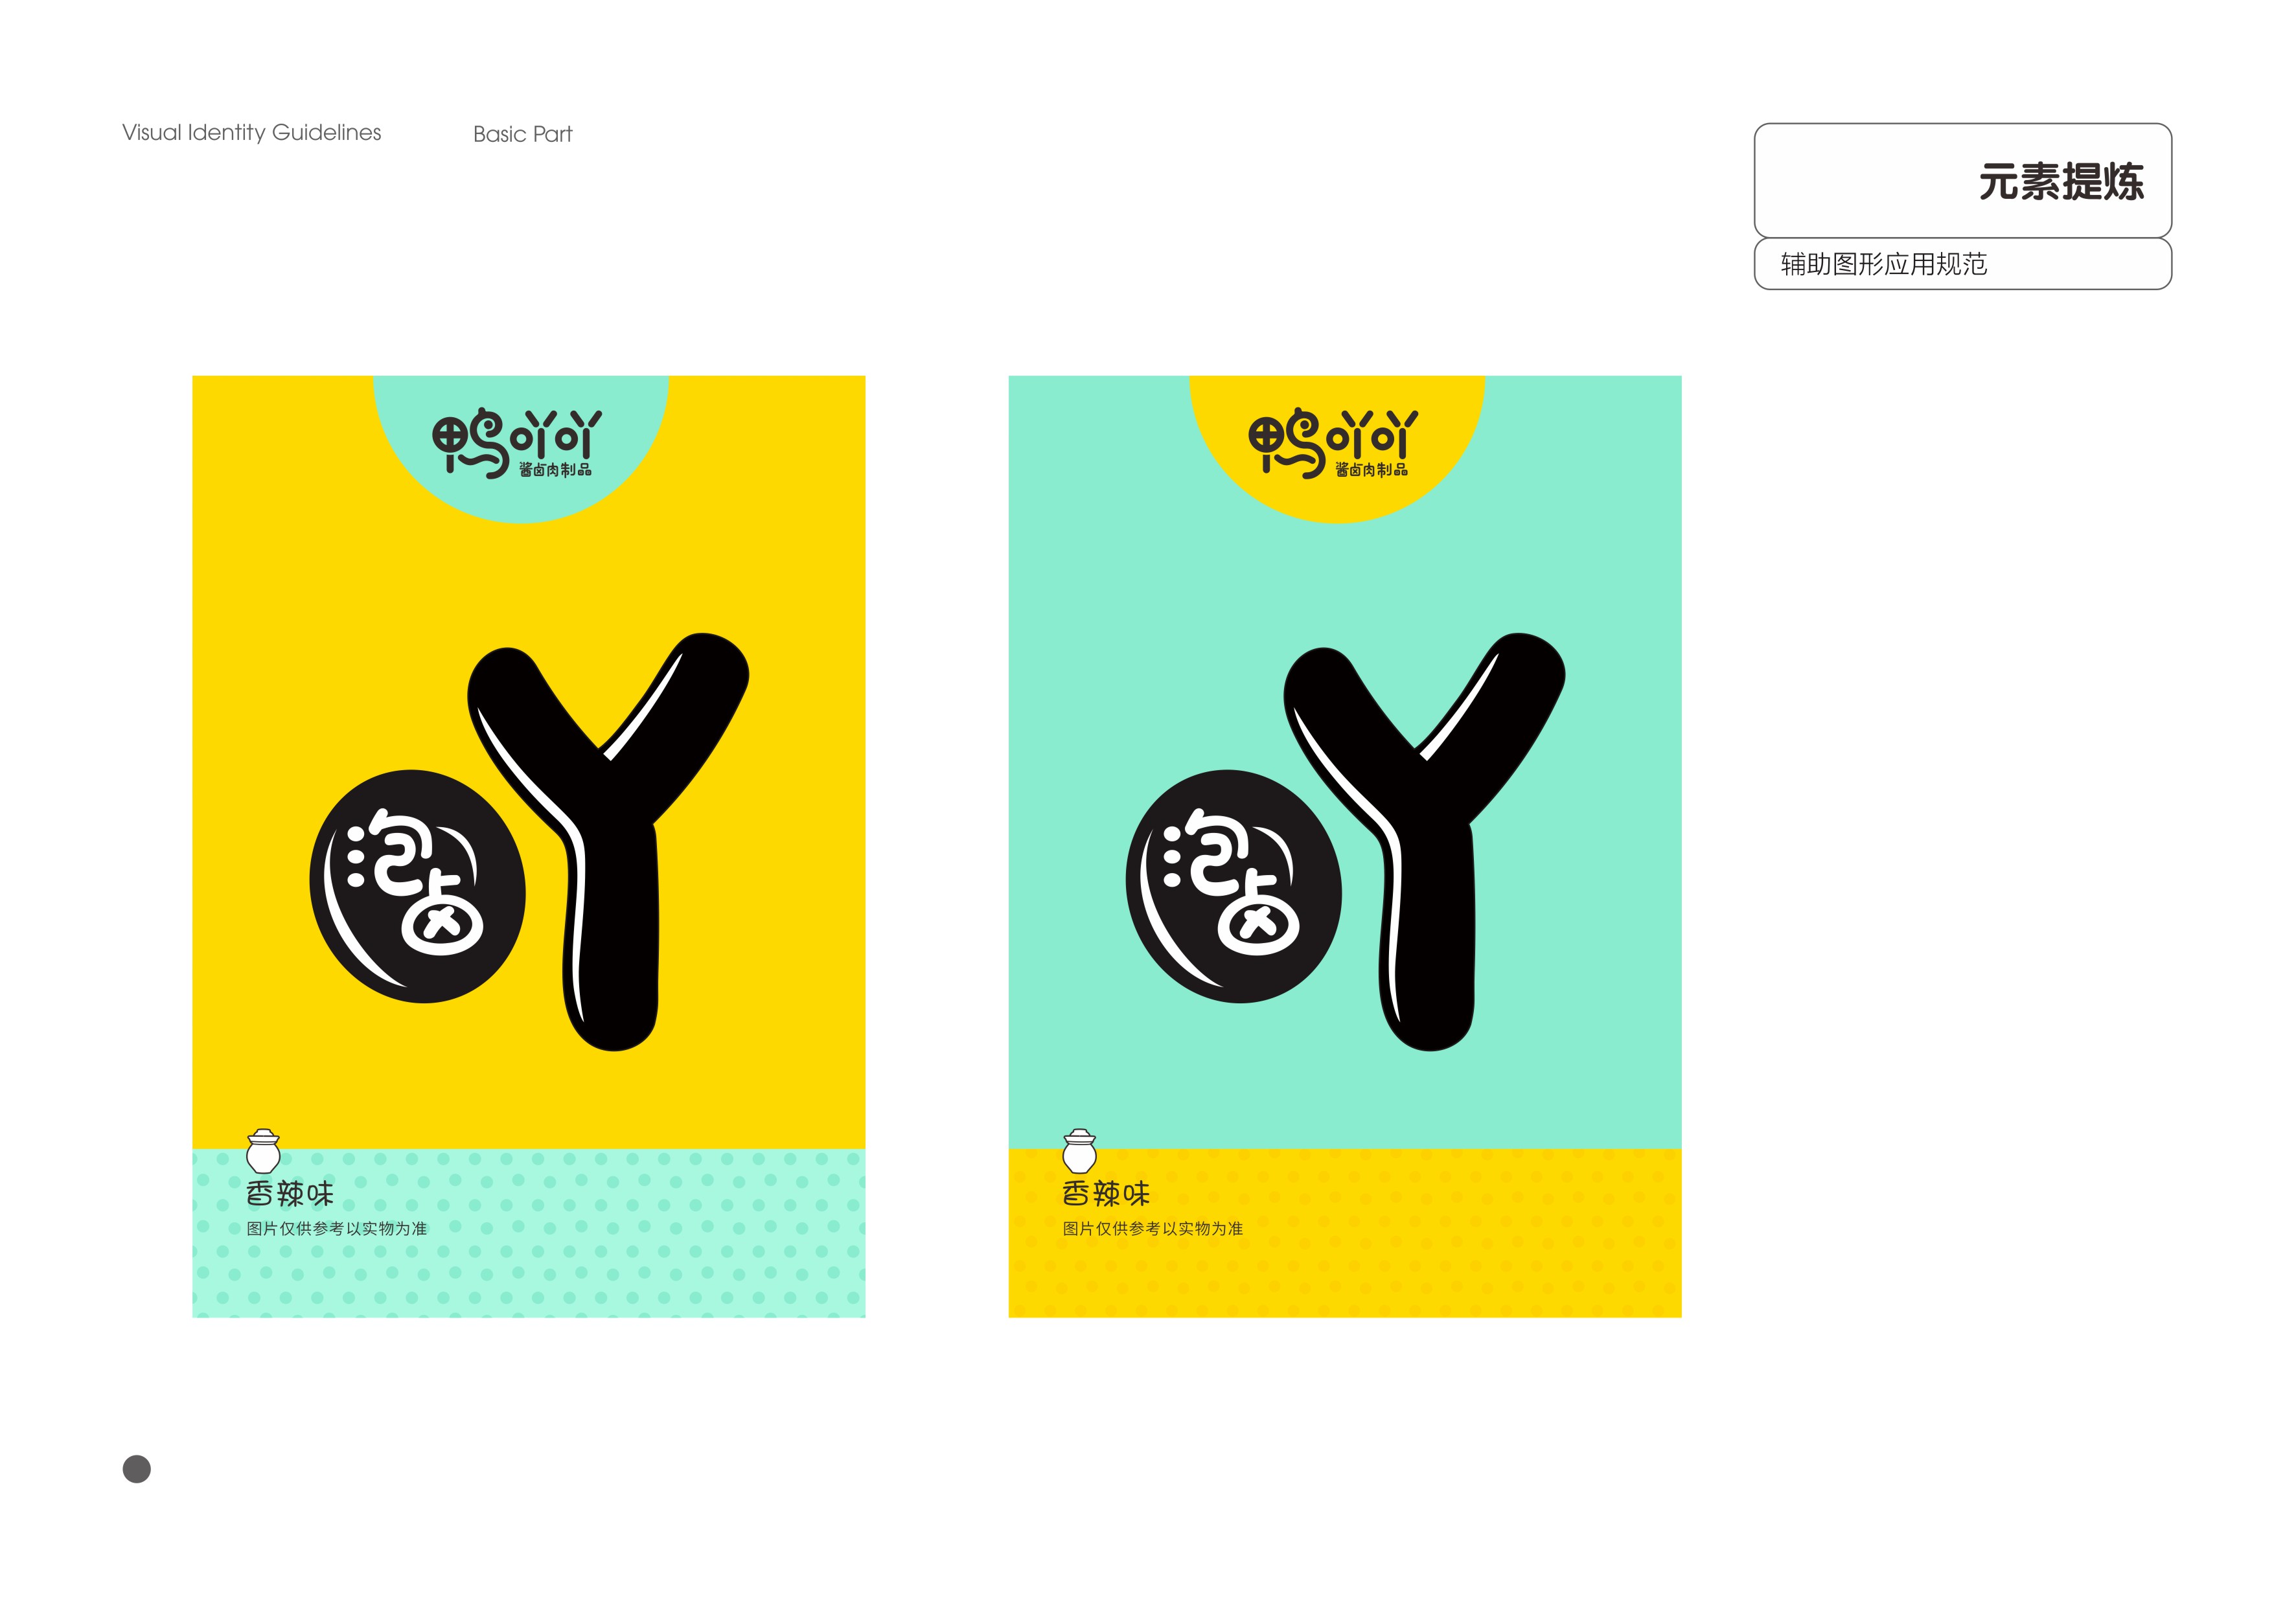 Visual Identity Guidelines
Basic Part
元素提炼
辅助图形应用规范
鸭吖吖
酱卤肉制品
泡
卤
香辣味
图片仅供参考以实物为准
鸭吖吖
酱卤肉制品
泡
卤
香辣味
图片仅供参考以实物为准